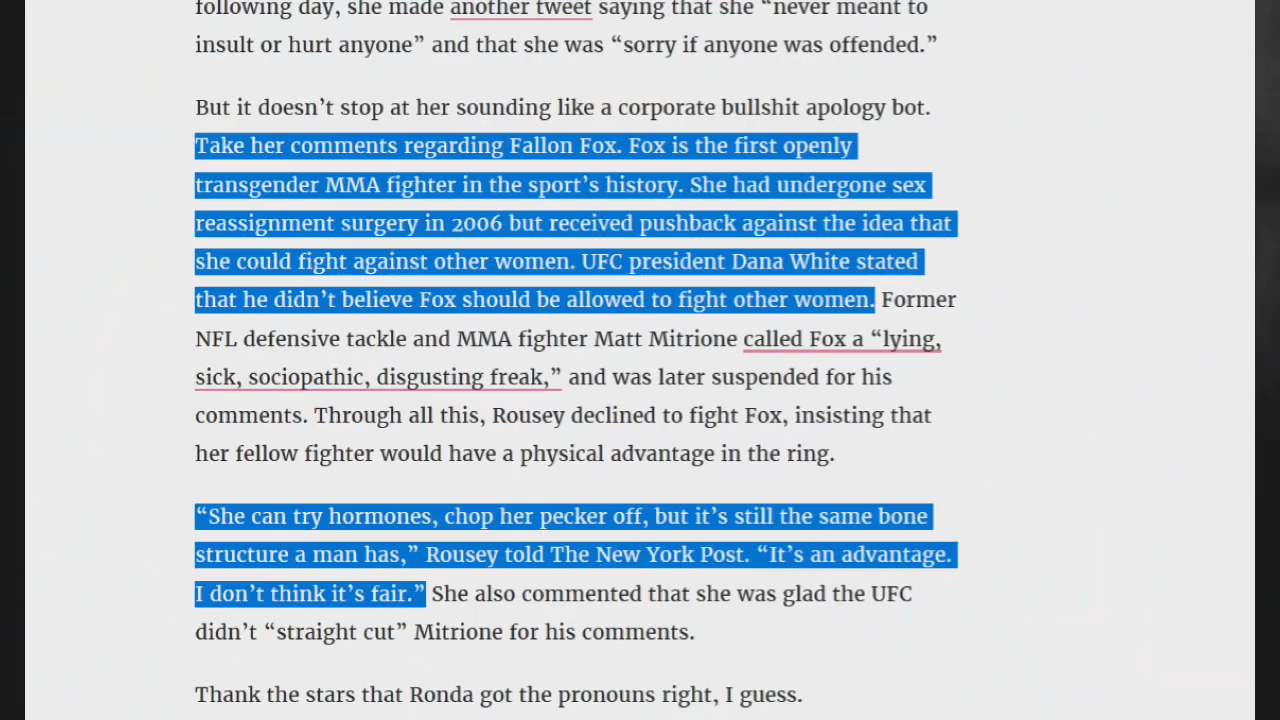 following day, she made another tweet saying that she “never meant to
insult or hurt anyone” and that she was “sorry if anyone was offended.”
But it doesn’t stop at her sounding like a corporate bullshit apology bot.
Take her comments regarding Fallon Fox. Fox is the first openly
transgender MMA fighter in the sport’s history. She had undergone sex
reassignment surgery in 2006 but received pushback against the idea that
she could fight against other women. UFC president Dana White stated
that he didn’t believe Fox should be allowed to fight other women. Former
NFL defensive tackle and MMA fighter Matt Mitrione called Fox a “lying,
sick, sociopathic, disgusting freak,” and was later suspended for his
comments. Through all this, Rousey declined to fight Fox, insisting that
her fellow fighter would have a physical advantage in the ring.
“She can try hormones, chop her pecker off, but it’s still the same bone
structure a man has,” Rousey told The New York Post. “It’s an advantage.
I don’t think it’s fair.” She also commented that she was glad the UFC
didn’t “straight cut” Mitrione for his comments.
Thank the stars that Ronda got the pronouns right, I guess.